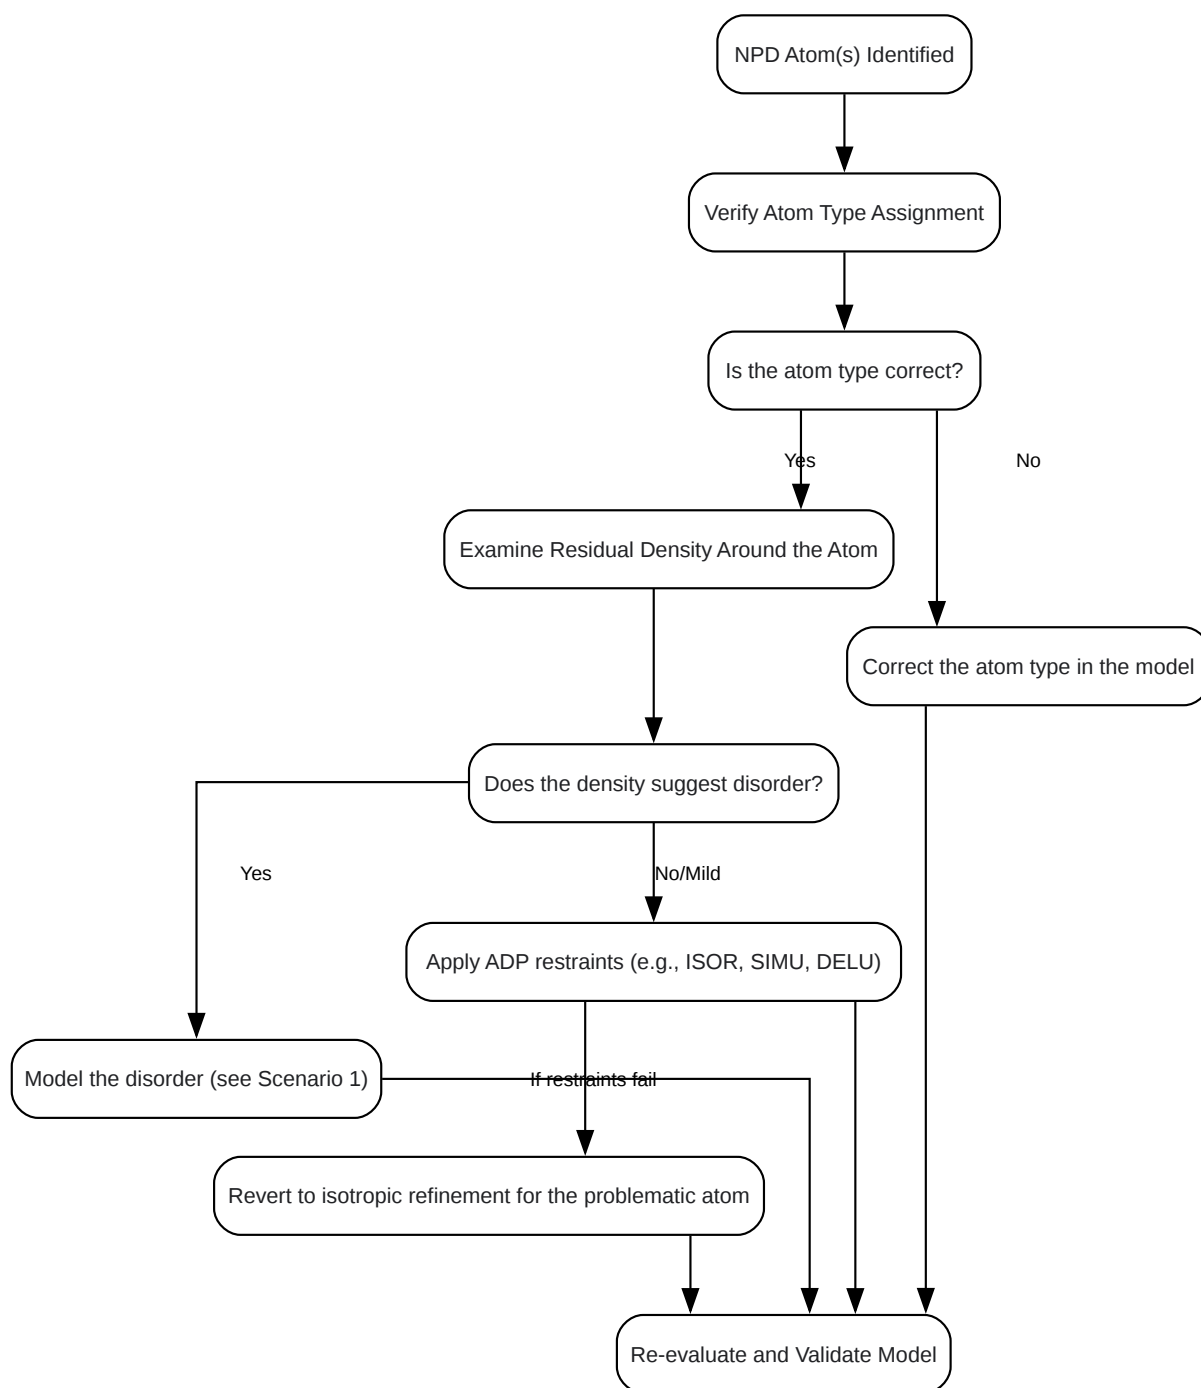 NPD Atom(s) Identified
Verify Atom Type Assignment
Is the atom type correct?
Yes
No
Examine Residual Density Around the Atom
Correct the atom type in the model
Does the density suggest disorder?
Yes
No/Mild
Apply ADP restraints (e.g., ISOR, SIMU, DELU)
Model the disorder (see Scenario 1)
If restraints fail
Revert to isotropic refinement for the problematic atom
Re-evaluate and Validate Model